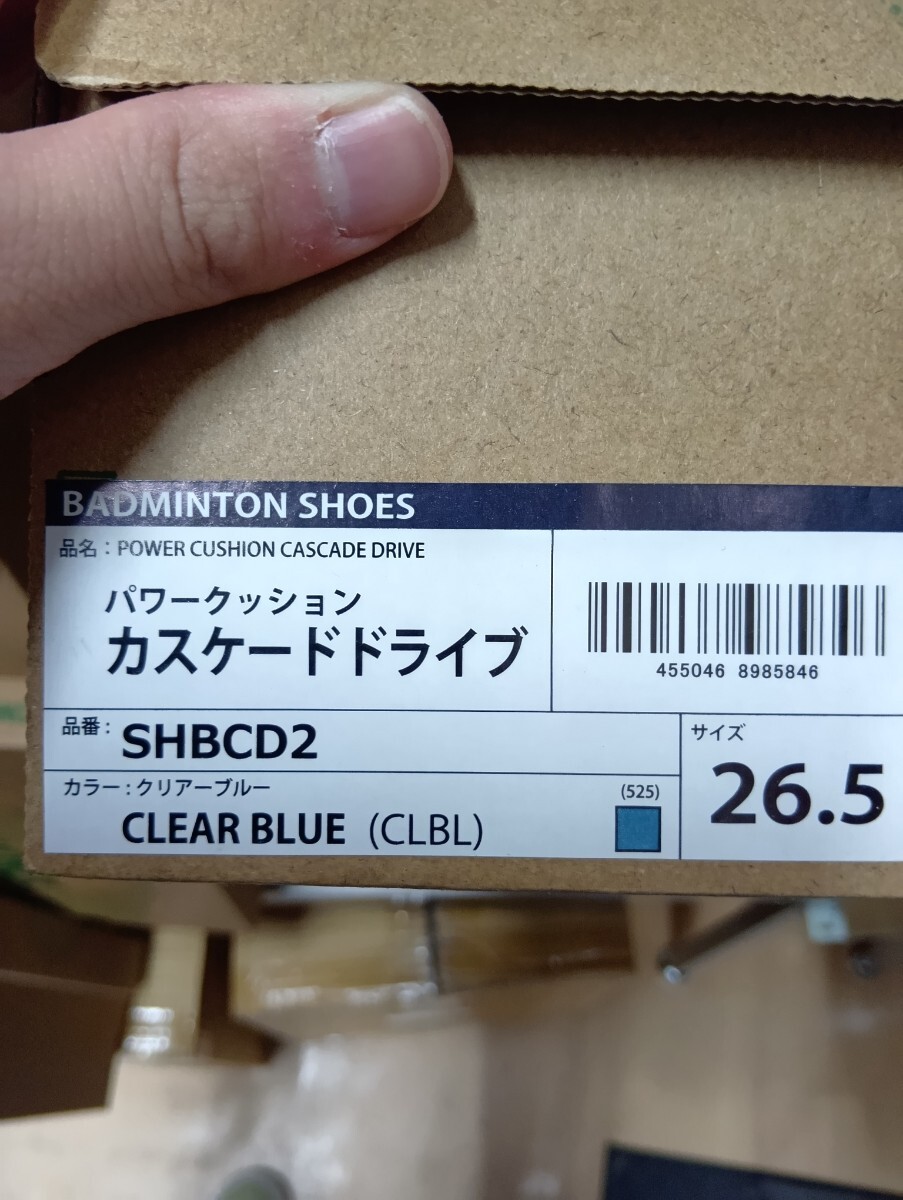 BADMINTON SHOES
品名：POWER CUSHION CASCADE DRIVE
パワークッション
カスケードドライブ
455046 8985846
品番：SHBCD2
サイズ
26.5
カラー：クリアーブルー
(525)
CLEAR BLUE (CLBL)